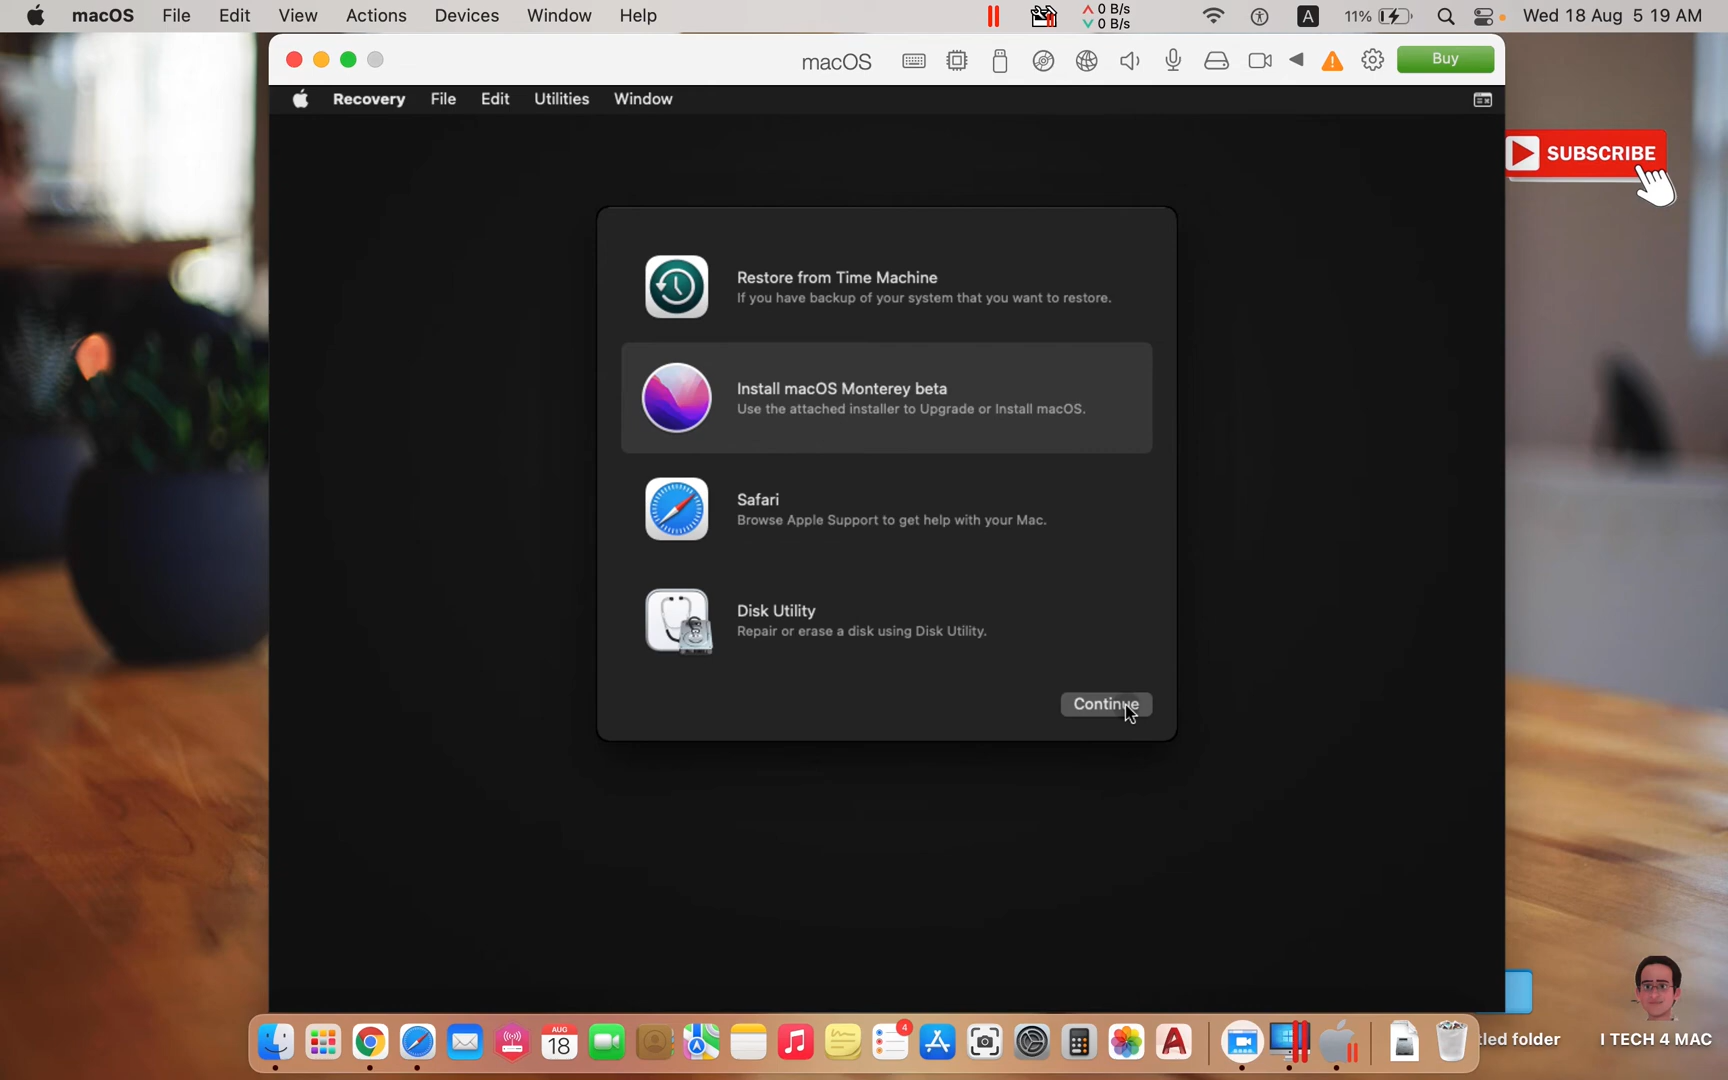 macOS File Edit View Actions Devices Window Help 0 B/s A 11% Wed 18 Aug 5 19 AM
0 B/s
macOS Buy
Recovery File Edit Utilities Window
SUBSCRIBE
Restore from Time Machine
If you have backup of your system that you want to restore.
Install macOS Monterey beta
Use the attached installer to Upgrade or Install macOS.
Safari
Browse Apple Support to get help with your Mac.
Disk Utility
Repair or erase a disk using Disk Utility.
Continue
AUG
18
4
tled folder I TECH 4 MAC